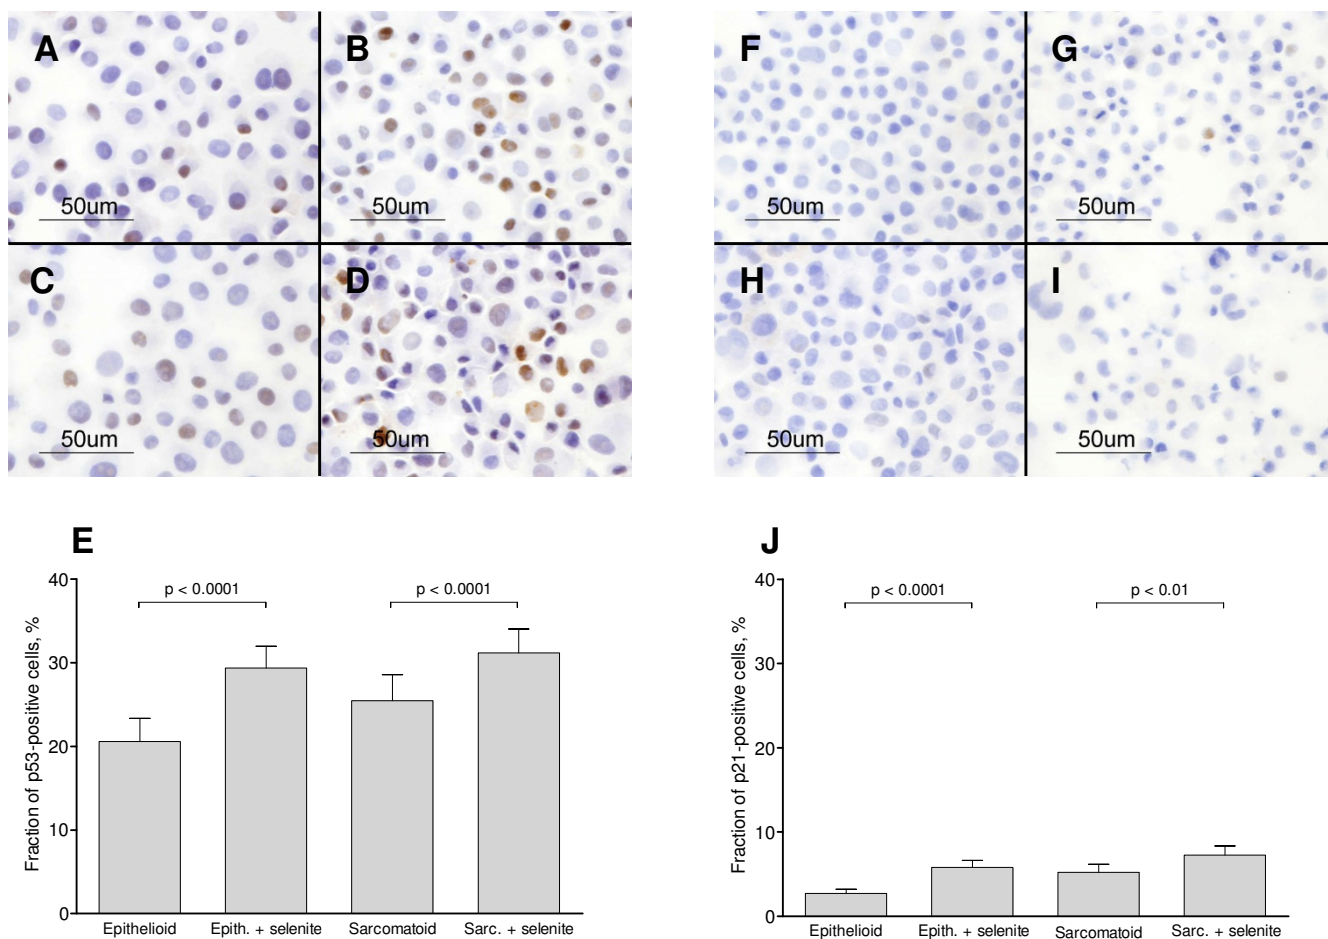 A
B
50um
50um
C
D
50um
50um
F
G
50um
50um
H
I
50um
50um
E
40
30
20
10
0
Fraction of p53-positive cells, %
p < 0.0001
p < 0.0001
Epithelioid
Epith. + selenite
Sarcomatoid
Sarc. + selenite
J
40
30
20
10
0
Fraction of p21-positive cells, %
p < 0.0001
p < 0.01
Epithelioid
Epith. + selenite
Sarcomatoid
Sarc. + selenite